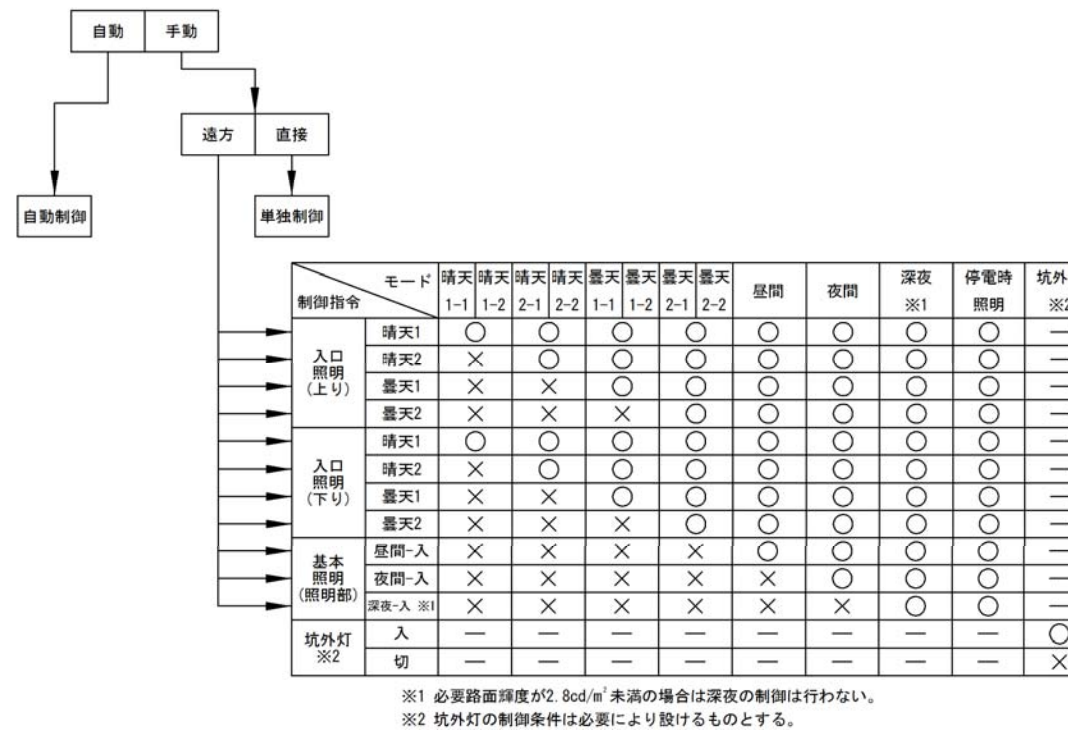 自動 手動
遠方 直接
自動制御 単独制御
モード 晴天 晴天 晴天 晴天 曇天 曇天 曇天 曇天 昼間 夜間 深夜 停電時 坑外
制御指令 1-1 1-2 2-1 2-2 1-1 1-2 2-1 2-2 ※1 照明 ※2
入口照明(上り) 晴天1 ○ ○ ○ ○ ○ ○ ○ ○ —
晴天2 × ○ ○ ○ ○ ○ ○ ○ —
曇天1 × × ○ ○ ○ ○ ○ ○ —
曇天2 × × × ○ ○ ○ ○ ○ —
入口照明(下り) 晴天1 ○ ○ ○ ○ ○ ○ ○ ○ —
晴天2 × ○ ○ ○ ○ ○ ○ ○ —
曇天1 × × ○ ○ ○ ○ ○ ○ —
曇天2 × × × ○ ○ ○ ○ ○ —
基本照明(照明部) 昼間-入 × × × × ○ ○ ○ ○ —
夜間-入 × × × × × ○ ○ ○ —
深夜-入 ※1 × × × × × × ○ ○ —
坑外灯※2 入 — — — — — — — — ○
切 — — — — — — — — ×
※1 必要路面輝度が2.8cd/m²未満の場合は深夜の制御は行わない。
※2 坑外灯の制御条件は必要により設けるものとする。